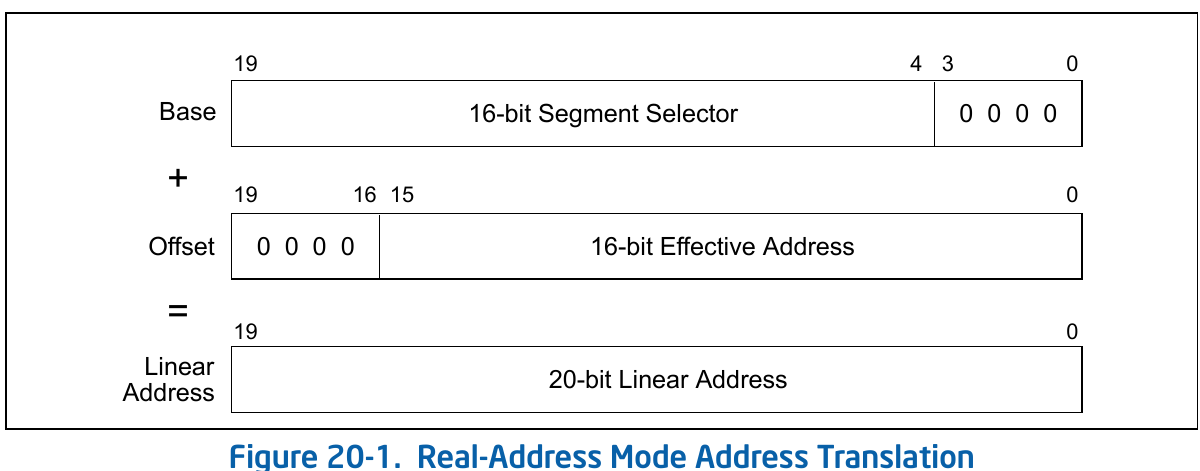 19 4 3 0
Base 16-bit Segment Selector 0 0 0 0
+
19 16 15 0
Offset 0 0 0 0 16-bit Effective Address
=
19 0
Linear
Address 20-bit Linear Address
Figure 20-1. Real-Address Mode Address Translation